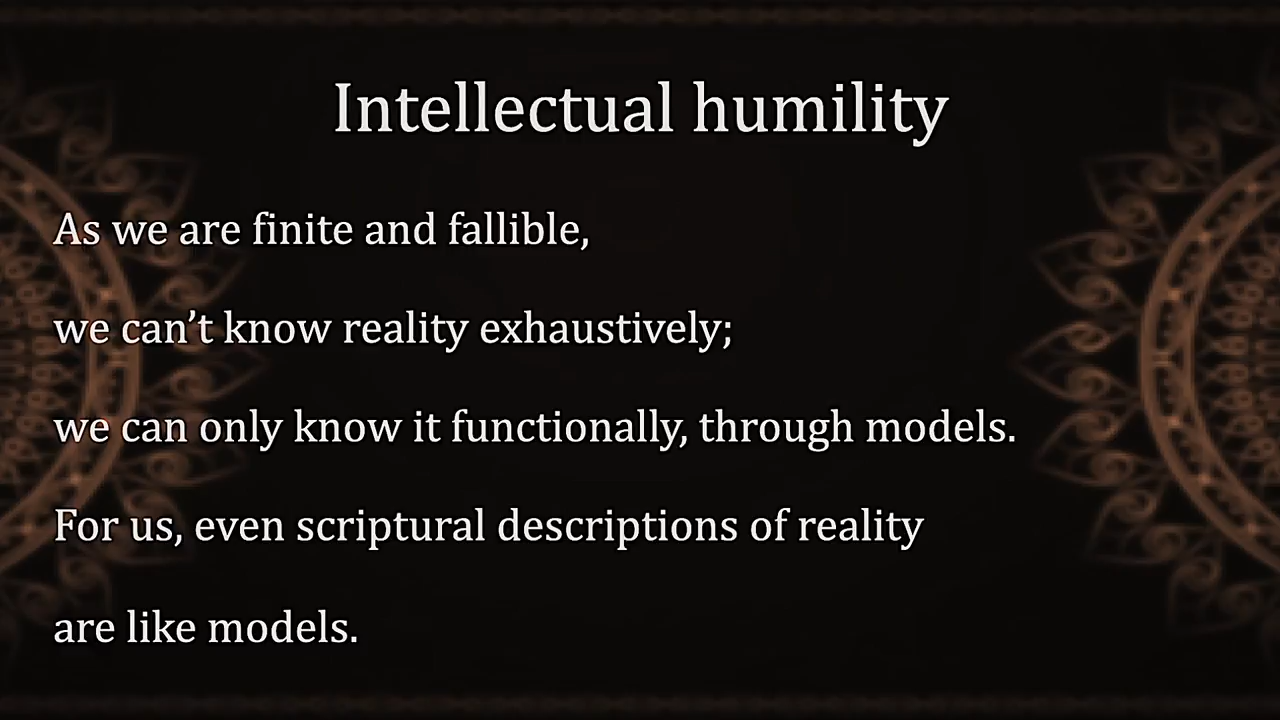 Intellectual humility
As we are finite and fallible,
we can’t know reality exhaustively;
we can only know it functionally, through models.
For us, even scriptural descriptions of reality
are like models.